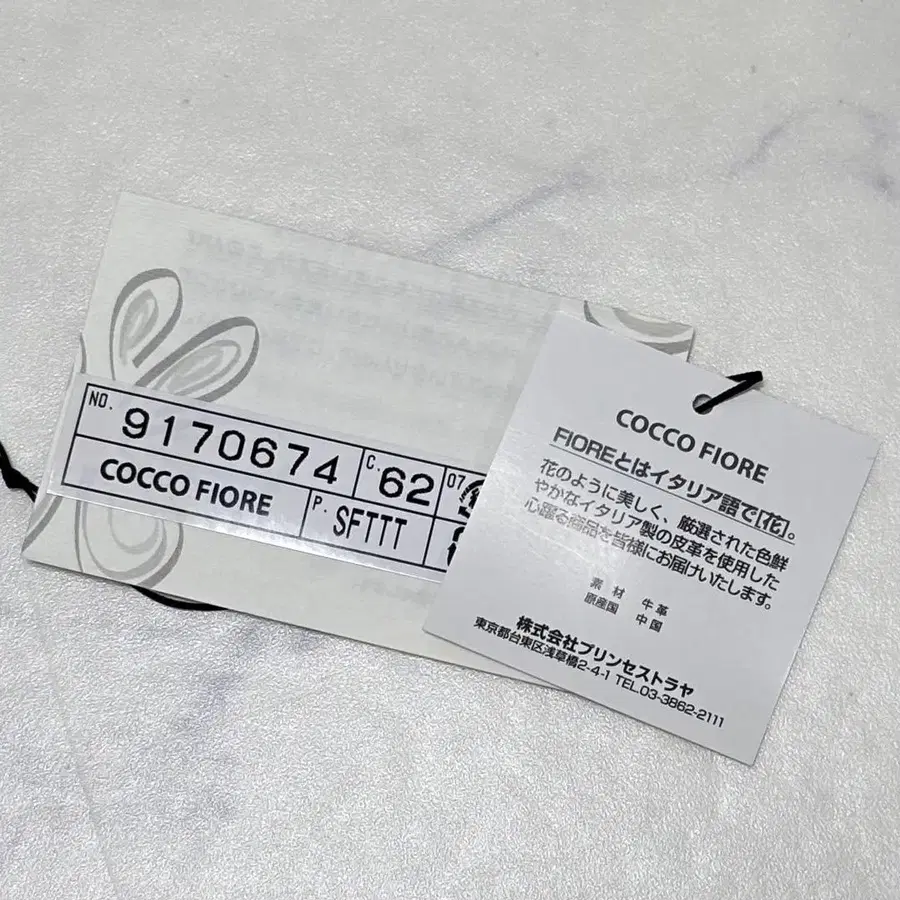 NO. 9170674 C. 62 07
COCCO FIORE P. SFTTT
COCCO FIORE
FIOREとはイタリア語で[花]。
花のように美しく、厳選された色鮮
やかなイタリア製の皮革を使用した
心躍る商品を皆様にお届けいたします。
素材 牛革
原産国 中国
株式会社プリンセストラヤ
東京都台東区浅草橋2-4-1 TEL.03-3862-2111